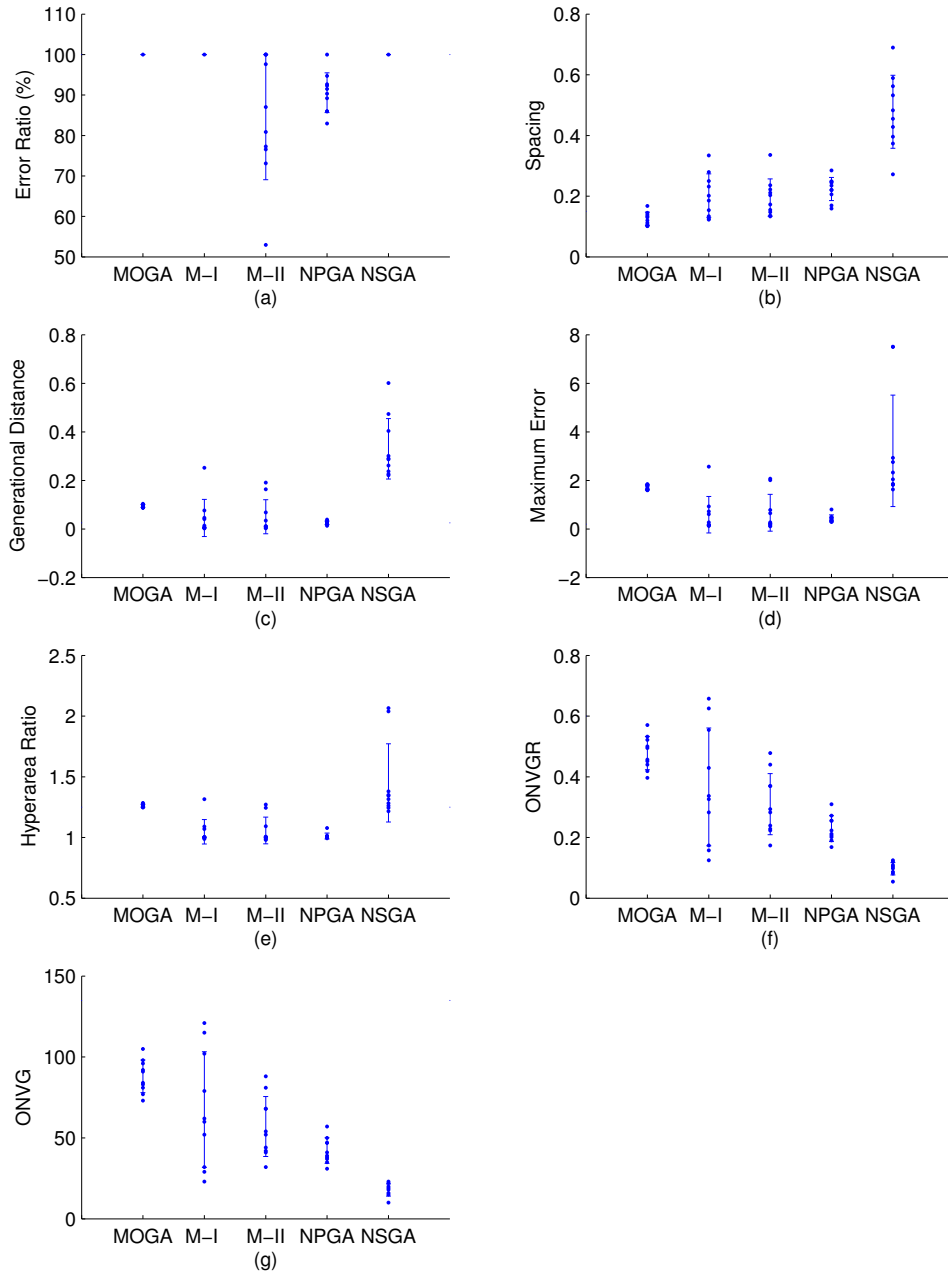 100
90
80
70
60
50
Error Ratio (%)
MOGA M−I M−II NPGA NSGA
(a)
0.8
0.6
0.4
0.2
0
Spacing
MOGA M−I M−II NPGA NSGA
(b)
0.8
0.6
0.4
0.2
0
−0.2
Generational Distance
MOGA M−I M−II NPGA NSGA
(c)
8
6
4
2
0
−2
Maximum Error
MOGA M−I M−II NPGA NSGA
(d)
2.5
2
1.5
1
0.5
Hyperarea Ratio
MOGA M−I M−II NPGA NSGA
(e)
0.8
0.6
0.4
0.2
0
ONVGR
MOGA M−I M−II NPGA NSGA
(f)
150
100
50
0
ONVG
MOGA M−I M−II NPGA NSGA
(g)